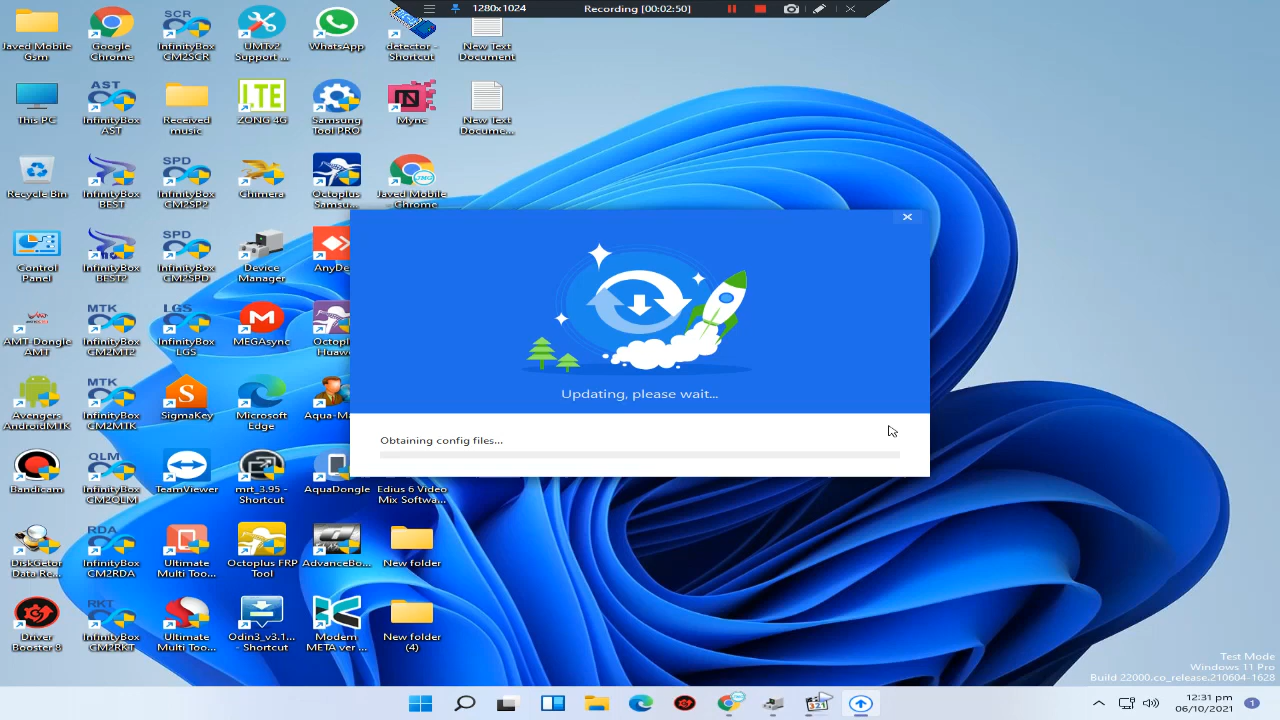 1280x1024
Recording [00:02:50]
Javed Mobile
Gsm
Google
Chrome
SCR
InfinityBox
CM2SCR
UMTv2
Support ...
WhatsApp
detector -
Shortcut
New Text
Document
This PC
AST
InfinityBox
AST
Received
music
LTE
ZONG 4G
Samsung
Tool PRO
Mync
New Text
Docume...
Recycle Bin
InfinityBox
BEST
SPD
InfinityBox
CM2SP2
Chimera
Octoplus
Samsu...
Javed Mobile
- Chrome
Control
Panel
InfinityBox
BEST2
SPD
InfinityBox
CM2SPD
Device
Manager
AnyDe
AMT Dongle
AMT
MTK
InfinityBox
CM2MT2
LGS
InfinityBox
LGS
MEGAsync
Octopl
Huawe
Avengers
AndroidMTK
MTK
InfinityBox
CM2MTK
SigmaKey
Microsoft
Edge
Aqua-Ma
Bandicam
QLM
InfinityBox
CM2QLM
TeamViewer
mrt_3.95 -
Shortcut
AquaDongle
Edius 6 Video
Mix Softwa...
DiskGetor
Data Re...
RDA
InfinityBox
CM2RDA
Ultimate
Multi Too...
Octoplus FRP
Tool
AdvanceBo...
New folder
Driver
Booster 8
RKT
InfinityBox
CM2RKT
Ultimate
Multi Too...
Odin3_v3.1...
- Shortcut
Modem
META ver ...
New folder
(4)
Updating, please wait...
Obtaining config files...
Test Mode
Windows 11 Pro
Build 22000.co_release.210604-1628
321
12:31 pm
06/10/2021
1